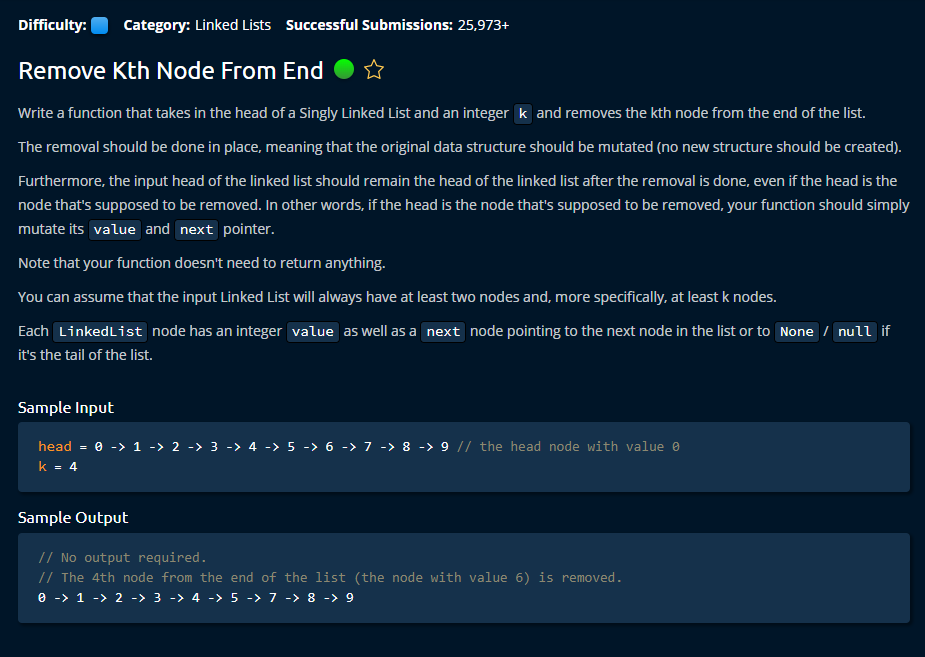 Difficulty: Category: Linked Lists Successful Submissions: 25,973+
Remove Kth Node From End
Write a function that takes in the head of a Singly Linked List and an integer k and removes the kth node from the end of the list.
The removal should be done in place, meaning that the original data structure should be mutated (no new structure should be created).
Furthermore, the input head of the linked list should remain the head of the linked list after the removal is done, even if the head is the
node that's supposed to be removed. In other words, if the head is the node that's supposed to be removed, your function should simply
mutate its value and next pointer.
Note that your function doesn't need to return anything.
You can assume that the input Linked List will always have at least two nodes and, more specifically, at least k nodes.
Each LinkedList node has an integer value as well as a next node pointing to the next node in the list or to None / null if
it's the tail of the list.
Sample Input
head = 0 -> 1 -> 2 -> 3 -> 4 -> 5 -> 6 -> 7 -> 8 -> 9 // the head node with value 0
k = 4
Sample Output
// No output required.
// The 4th node from the end of the list (the node with value 6) is removed.
0 -> 1 -> 2 -> 3 -> 4 -> 5 -> 7 -> 8 -> 9